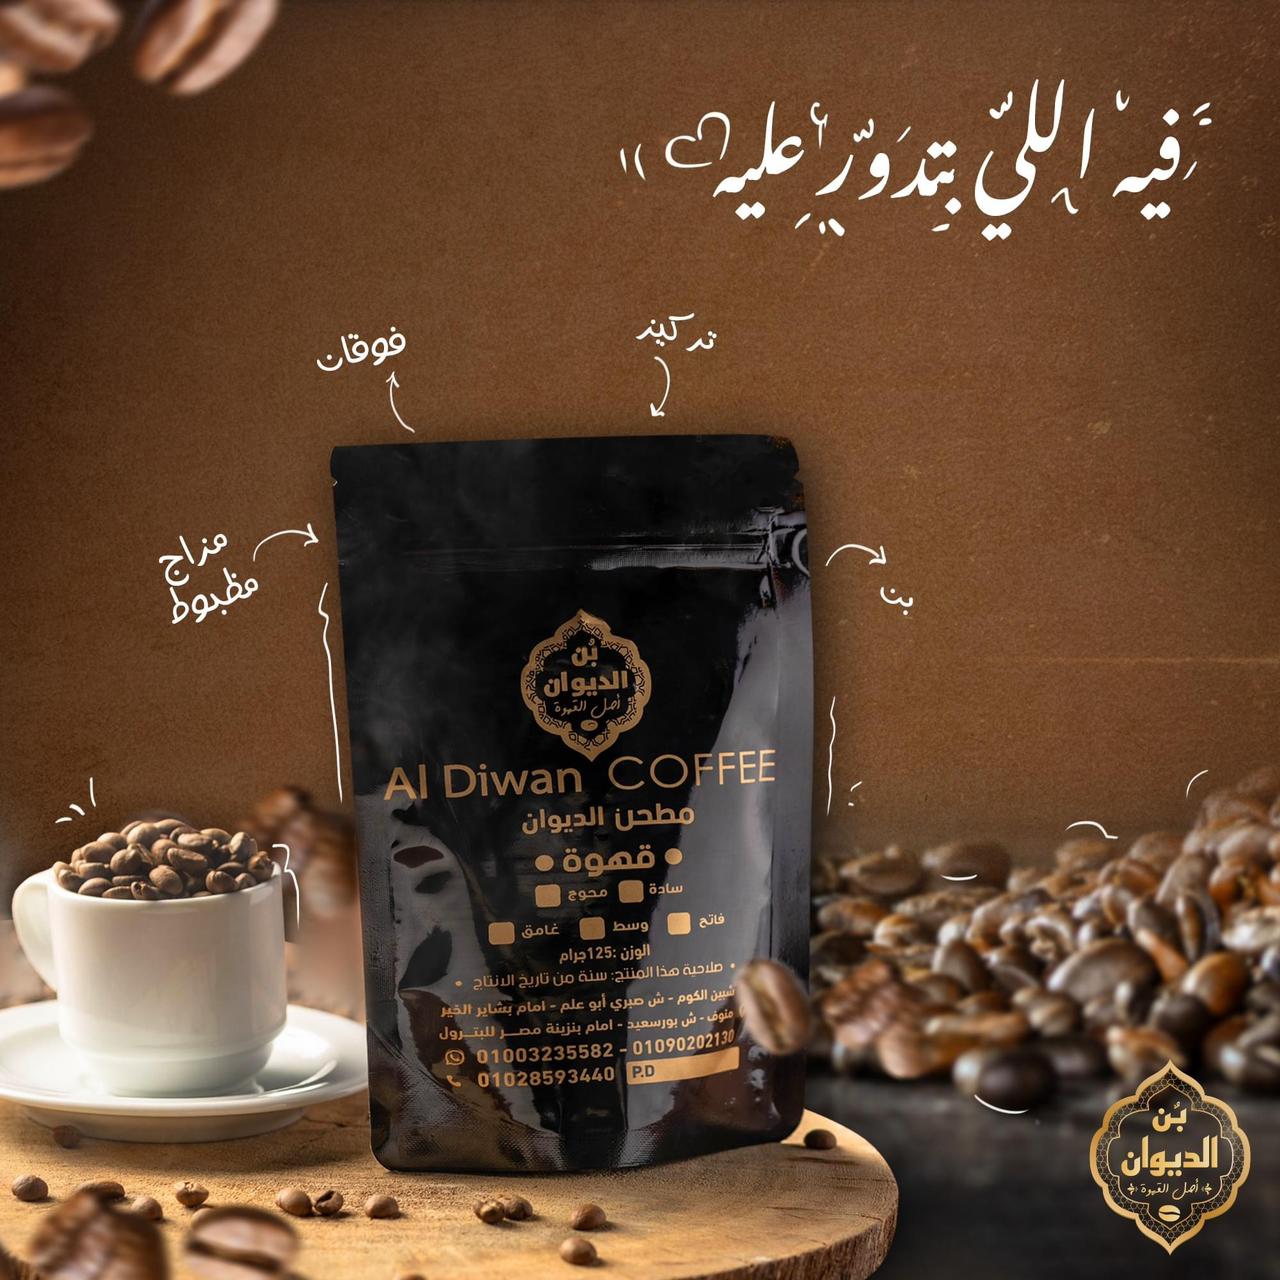 فيه اللي بتدور عليه
فوقان
تركيز
مزاج
مظبوط
بن
بُن
الديوان
أصل القهوة
Al Diwan COFFEE
مطحن الديوان
• قهوة •
سادة محوج
فاتح وسط غامق
الوزن :125جرام
• صلاحية هذا المنتج: سنة من تاريخ الانتاج •
شبين الكوم - ش صبري أبو علم - امام بشاير الخير
منوف - ش بورسعيد - امام بنزينة مصر للبترول
01003235582 - 01090202130
01028593440 P.D
بُن
الديوان
أصل القهوة